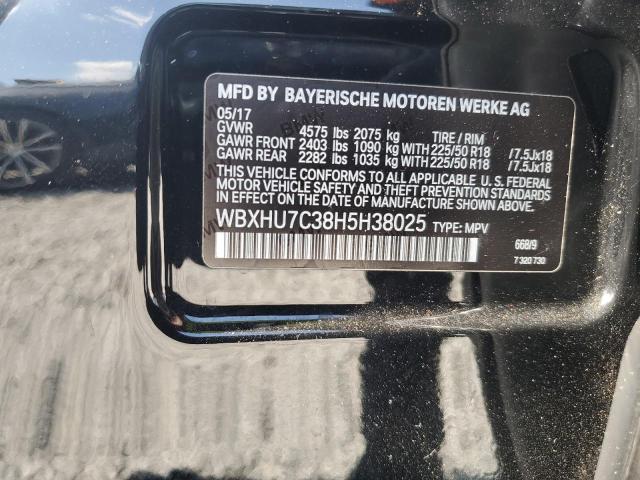 MFD BY BAYERISCHE MOTOREN WERKE AG
05/17
GVWR 4575 lbs 2075 kg TIRE / RIM
GAWR FRONT 2403 lbs 1090 kg WITH 225/50 R18 /7.5Jx18
GAWR REAR 2282 lbs 1035 kg WITH 225/50 R18 /7.5Jx18
THIS VEHICLE CONFORMS TO ALL APPLICABLE U.S. FEDERAL
MOTOR VEHICLE SAFETY, BUMPER, AND THEFT PREVENTION STANDARDS
IN EFFECT ON THE DATE OF MANUFACTURE SHOWN ABOVE.
WBXHU7C38H5H38025 TYPE: MPV
668/9
7 320 730